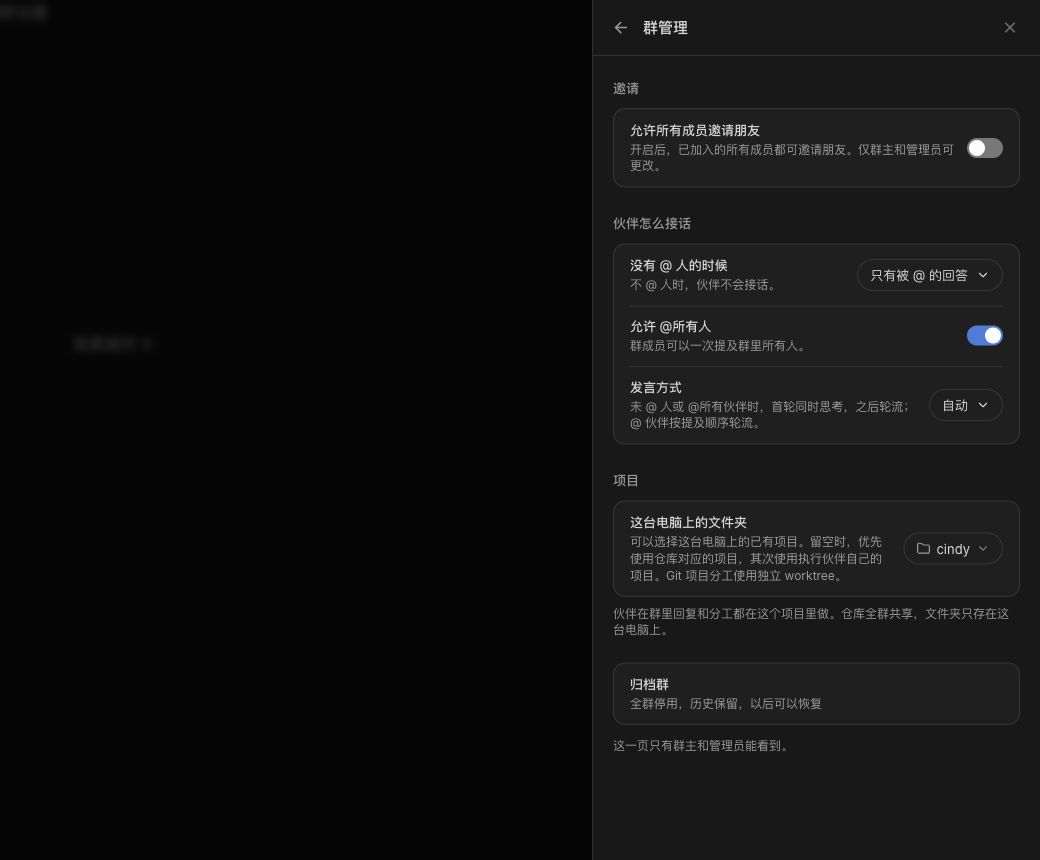 群管理
邀请
允许所有成员邀请朋友
开启后，已加入的所有成员都可邀请朋友。仅群主和管理员可
更改。
伙伴怎么接话
没有 @ 人的时候
不 @ 人时，伙伴不会接话。
只有被 @ 的回答
允许 @所有人
群成员可以一次提及群里所有人。
发言方式
未 @ 人或 @所有伙伴时，首轮同时思考，之后轮流；
@ 伙伴按提及顺序轮流。
自动
项目
这台电脑上的文件夹
可以选择这台电脑上的已有项目。留空时，优先
使用仓库对应的项目，其次使用执行伙伴自己的
项目。Git 项目分工使用独立 worktree。
cindy
伙伴在群里回复和分工都在这个项目里做。仓库全群共享，文件夹只存在这
台电脑上。
归档群
全群停用，历史保留，以后可以恢复
这一页只有群主和管理员能看到。